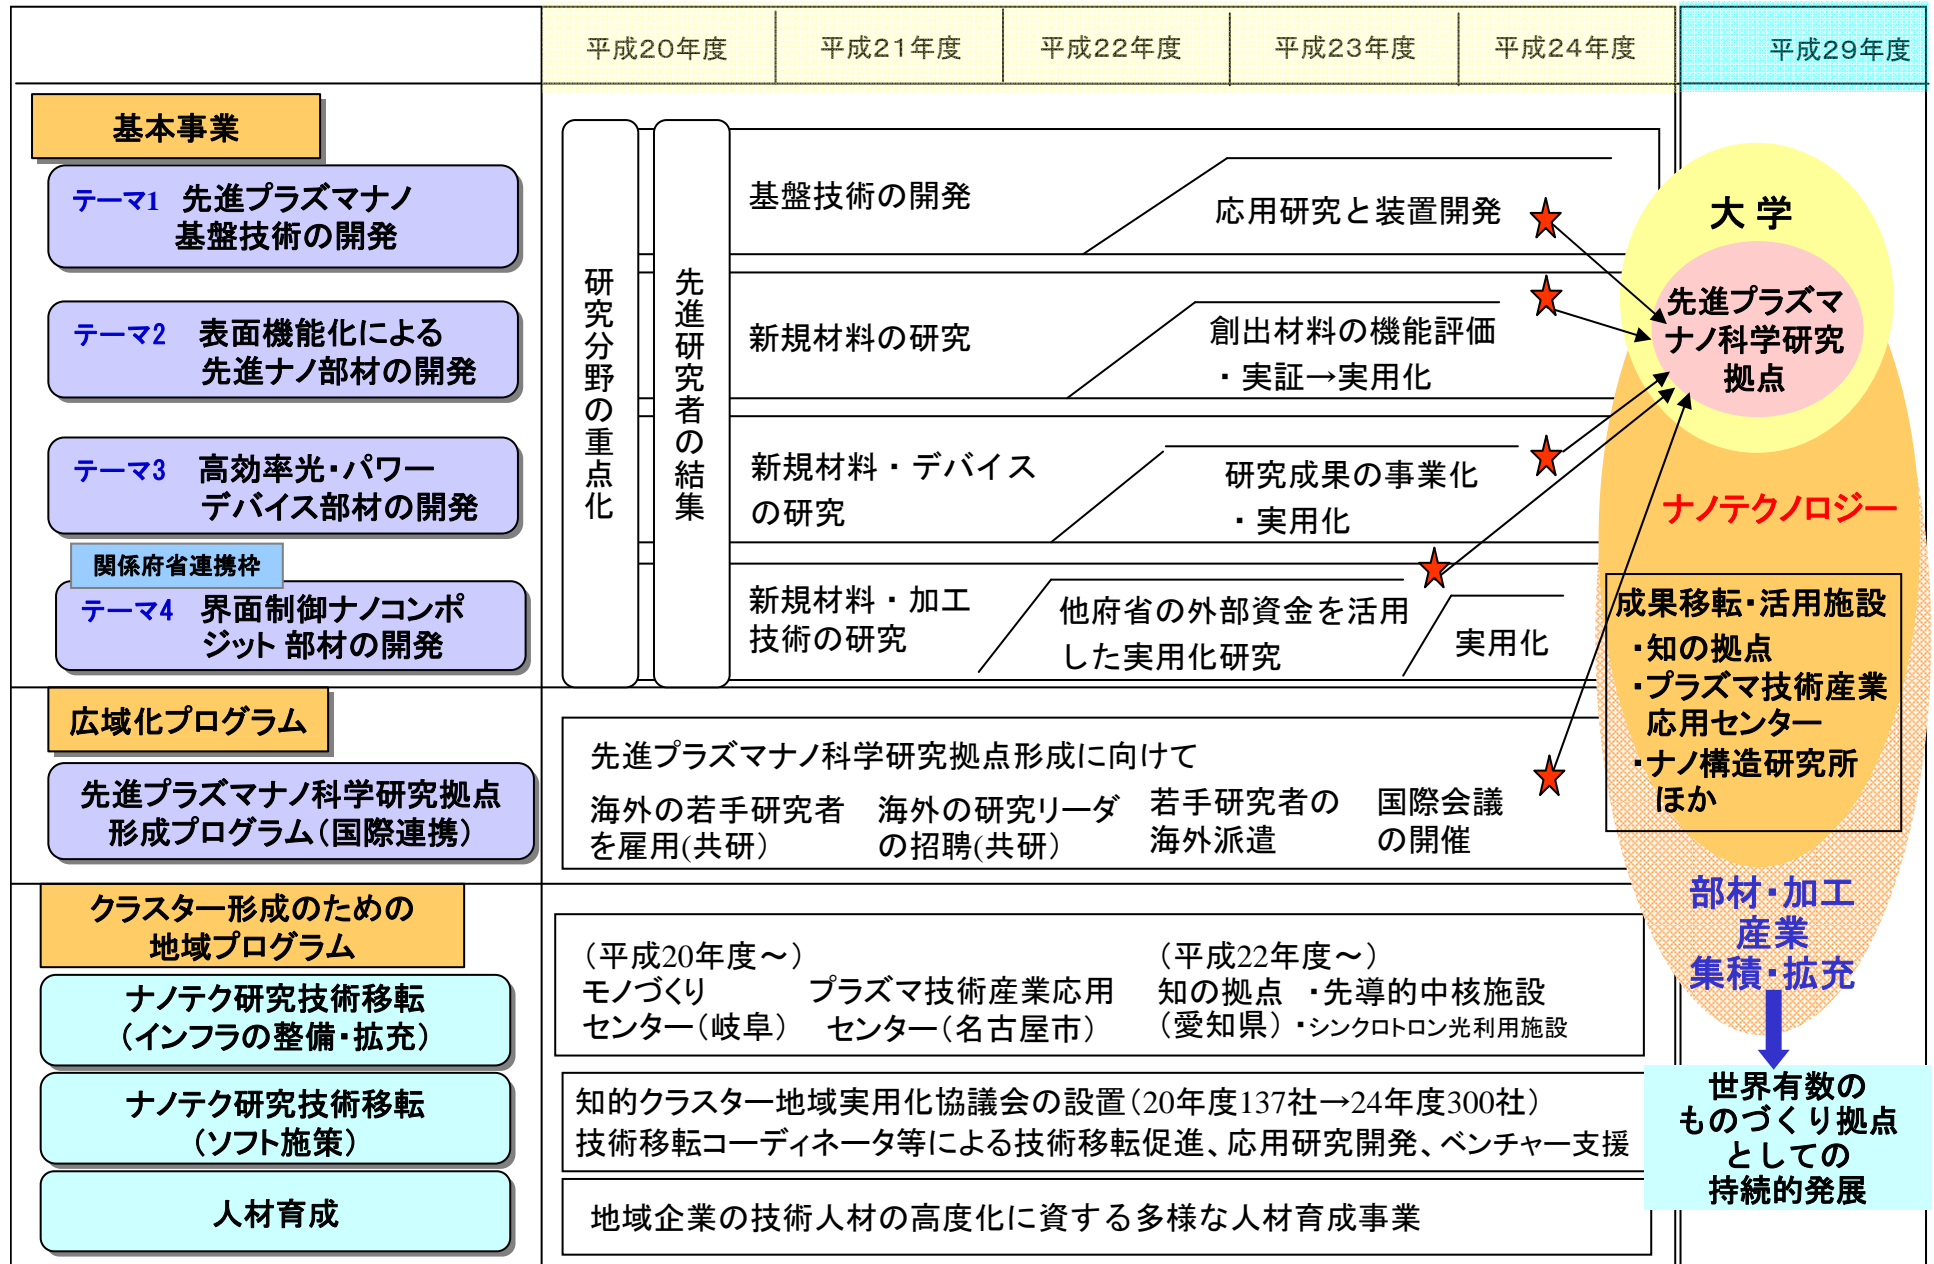 平成20年度
平成21年度
平成22年度
平成23年度
平成24年度
平成29年度
基本事業
テーマ1 先進プラズマナノ
基盤技術の開発
テーマ2 表面機能化による
先進ナノ部材の開発
テーマ3 高効率光・パワー
デバイス部材の開発
関係府省連携枠
テーマ4 界面制御ナノコンポ
ジット 部材の開発
研究分野の重点化
先進研究者の結集
基盤技術の開発
応用研究と装置開発
新規材料の研究
創出材料の機能評価
・実証→実用化
新規材料・デバイス
の研究
研究成果の事業化
・実用化
新規材料・加工
技術の研究
他府省の外部資金を活用
した実用化研究
実用化
大 学
先進プラズマ
ナノ科学研究
拠点
ナノテクノロジー
成果移転・活用施設
・知の拠点
・プラズマ技術産業
応用センター
・ナノ構造研究所
ほか
部材・加工
産業
集積・拡充
世界有数の
ものづくり拠点
としての
持続的発展
広域化プログラム
先進プラズマナノ科学研究拠点
形成プログラム(国際連携)
先進プラズマナノ科学研究拠点形成に向けて
海外の若手研究者
を雇用(共研)
海外の研究リーダ
の招聘(共研)
若手研究者の
海外派遣
国際会議
の開催
クラスター形成のための
地域プログラム
ナノテク研究技術移転
(インフラの整備・拡充)
(平成20年度~)
モノづくり
センター(岐阜)
プラズマ技術産業応用
センター(名古屋市)
(平成22年度~)
知の拠点 ・先導的中核施設
(愛知県)・シンクロトロン光利用施設
ナノテク研究技術移転
(ソフト施策)
知的クラスター地域実用化協議会の設置(20年度137社→24年度300社)
技術移転コーディネータ等による技術移転促進、応用研究開発、ベンチャー支援
人材育成
地域企業の技術人材の高度化に資する多様な人材育成事業